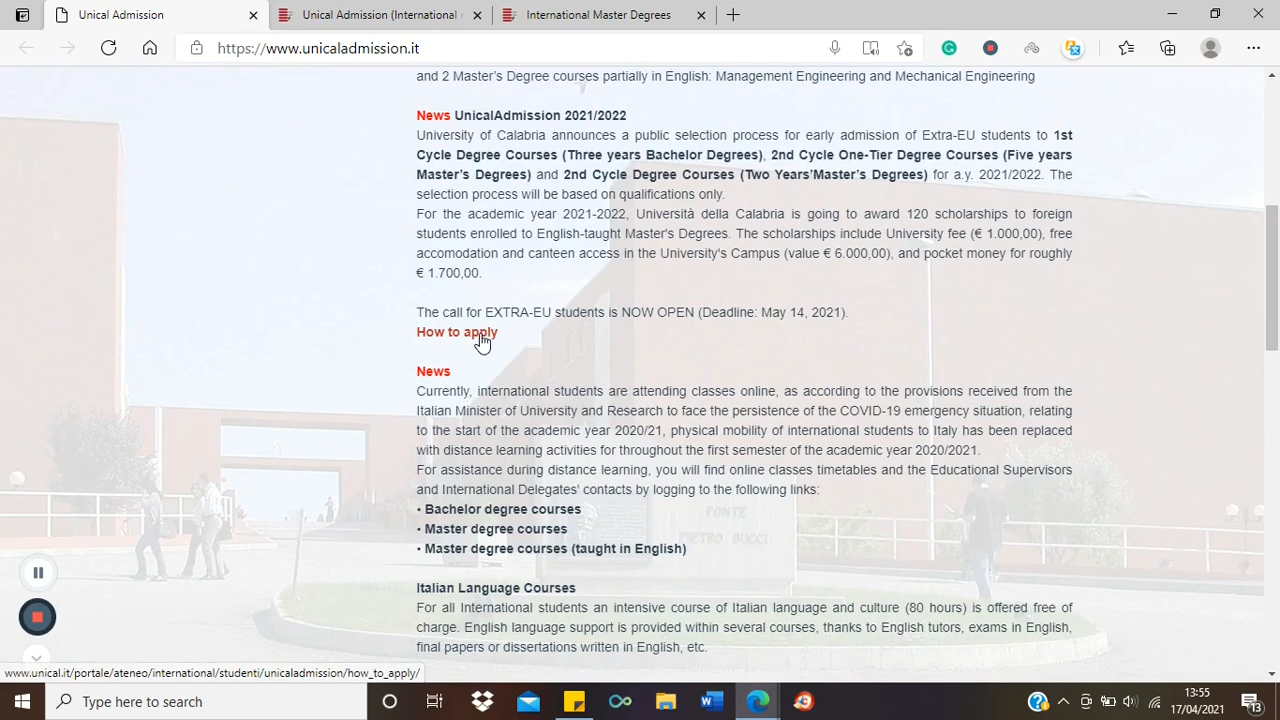 Unical Admission
Unical Admission (International
International Master Degrees
https://www.unicaladmission.it
and 2 Master's Degree courses partially in English: Management Engineering and Mechanical Engineering
News UnicalAdmission 2021/2022
University of Calabria announces a public selection process for early admission of Extra-EU students to 1st
Cycle Degree Courses (Three years Bachelor Degrees), 2nd Cycle One-Tier Degree Courses (Five years
Master's Degrees) and 2nd Cycle Degree Courses (Two Years'Master's Degrees) for a.y. 2021/2022. The
selection process will be based on qualifications only.
For the academic year 2021-2022, Università della Calabria is going to award 120 scholarships to foreign
students enrolled to English-taught Master's Degrees. The scholarships include University fee (€ 1.000,00), free
accomodation and canteen access in the University's Campus (value € 6.000,00), and pocket money for roughly
€ 1.700,00.
The call for EXTRA-EU students is NOW OPEN (Deadline: May 14, 2021).
How to apply
News
Currently, international students are attending classes online, as according to the provisions received from the
Italian Minister of University and Research to face the persistence of the COVID-19 emergency situation, relating
to the start of the academic year 2020/21, physical mobility of international students to Italy has been replaced
with distance learning activities for throughout the first semester of the academic year 2020/2021.
For assistance during distance learning, you will find online classes timetables and the Educational Supervisors
and International Delegates' contacts by logging to the following links:
• Bachelor degree courses
PONTE
• Master degree courses
PIETRO BUCCI
• Master degree courses (taught in English)
Italian Language Courses
For all International students an intensive course of Italian language and culture (80 hours) is offered free of
charge. English language support is provided within several courses, thanks to English tutors, exams in English,
final papers or dissertations written in English, etc.
www.unical.it/portale/ateneo/international/studenti/unicaladmission/how_to_apply/
Type here to search
13:55
17/04/2021
13